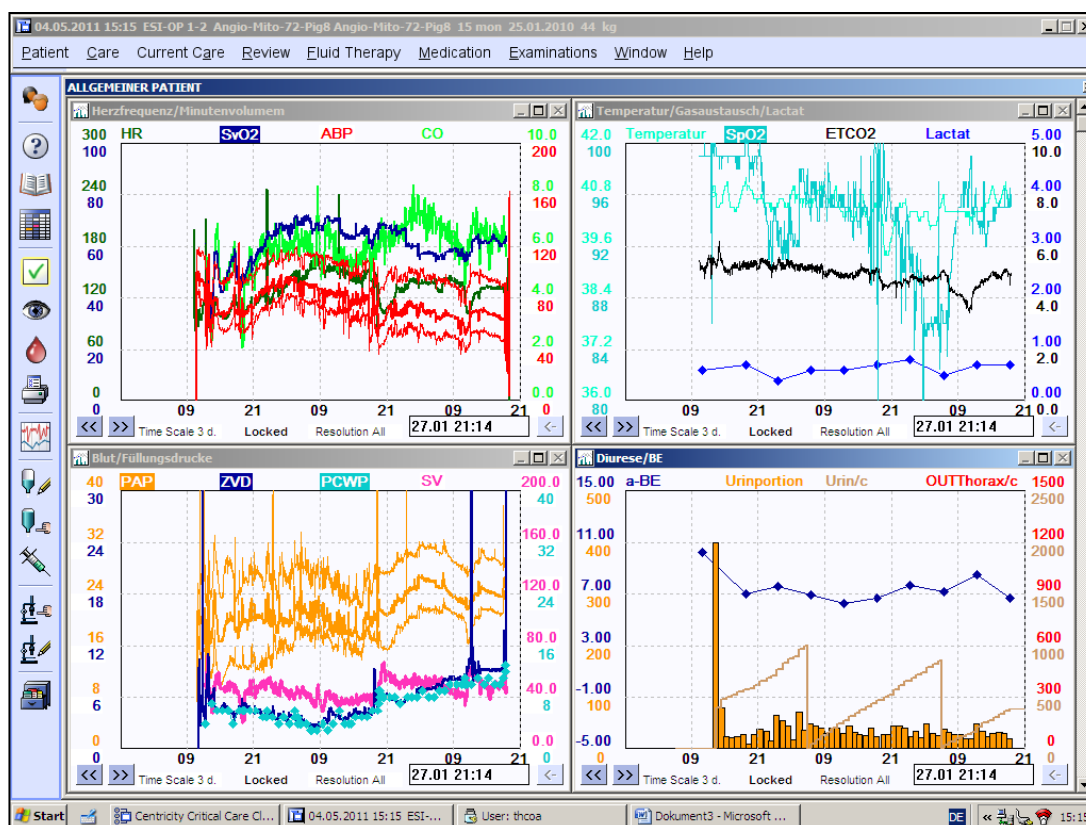 04.05.2011 15:15 ESI-OP 1-2 Angio-Mito-72-Pig8 Angio-Mito-72-Pig8 15 mon 25.01.2010 44 kg
Patient Care Current Care Review Fluid Therapy Medication Examinations Window Help
ALLGEMEINER PATIENT
Herzfrequenz/Minutenvolumem
300 HR SvO2 ABP CO 10.0
100 200
240 8.0
80 160
180 6.0
60 120
120 4.0
40 80
60 2.0
20 40
0 0.0
0 0
09 21 09 21 09 21
<< >> Time Scale 3 d. Locked Resolution All 27.01 21:14 <-
Temperatur/Gasaustausch/Lactat
42.0 Temperatur SpO2 ETCO2 Lactat 5.00
100 10.0
40.8 4.00
96 8.0
39.6 3.00
92 6.0
38.4 2.00
88 4.0
37.2 1.00
84 2.0
36.0 0.00
80 0.0
09 21 09 21 09 21
<< >> Time Scale 3 d. Locked Resolution All 27.01 21:14 <-
Blut/Füllungsdrucke
40 PAP ZVD PCWP SV 200.0
30 40
32 160.0
24 32
24 120.0
18 24
16 80.0
12 16
8 40.0
6 8
0 0.0
0 0
09 21 09 21 09 21
<< >> Time Scale 3 d. Locked Resolution All 27.01 21:14 <-
Diurese/BE
15.00 a-BE Urinportion Urin/c OUTThorax/c 1500
500 2500
11.00 1200
400 2000
7.00 900
300 1500
3.00 600
200 1000
-1.00 300
100 500
-5.00 0
0 0
09 21 09 21 09 21
<< >> Time Scale 3 d. Locked Resolution All 27.01 21:14 <-
Start Centricity Critical Care Cl... 04.05.2011 15:15 ESI-... User: thcoa Dokument3 - Microsoft ... DE «